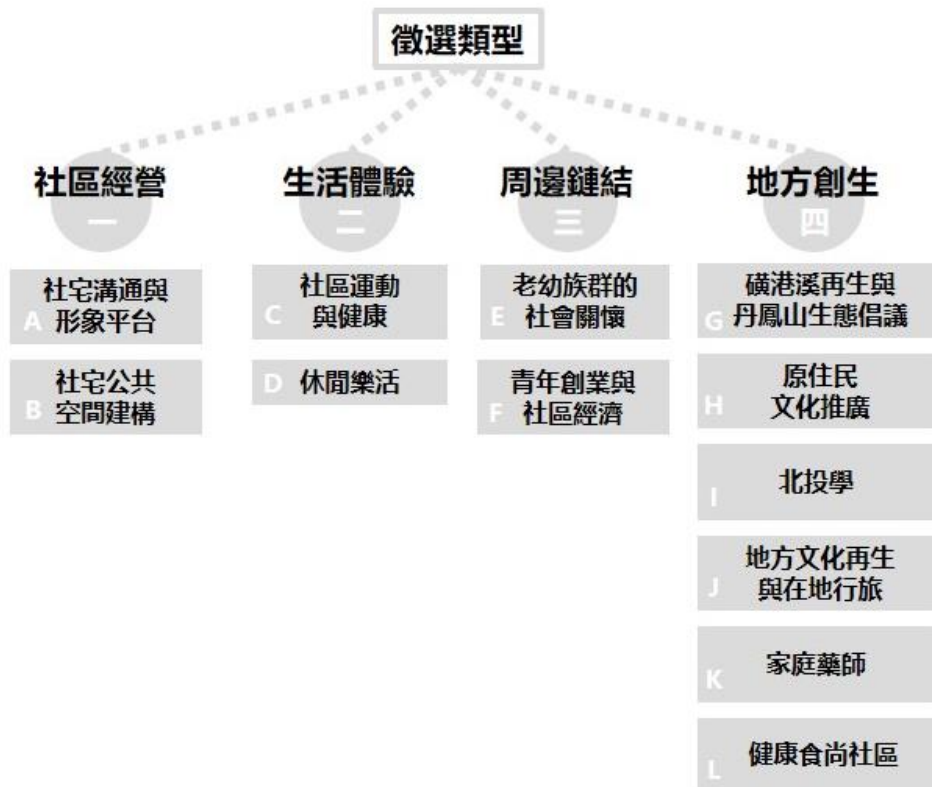 徵選類型
社區經營
一
A
社宅溝通與
形象平台
B
社宅公共
空間建構
生活體驗
二
C
社區運動
與健康
D
休閒樂活
周邊鏈結
三
E
老幼族群的
社會關懷
F
青年創業與
社區經濟
地方創生
四
G
磺港溪再生與
丹鳳山生態倡議
H
原住民
文化推廣
I
北投學
J
地方文化再生
與在地行旅
K
家庭藥師
L
健康食尚社區